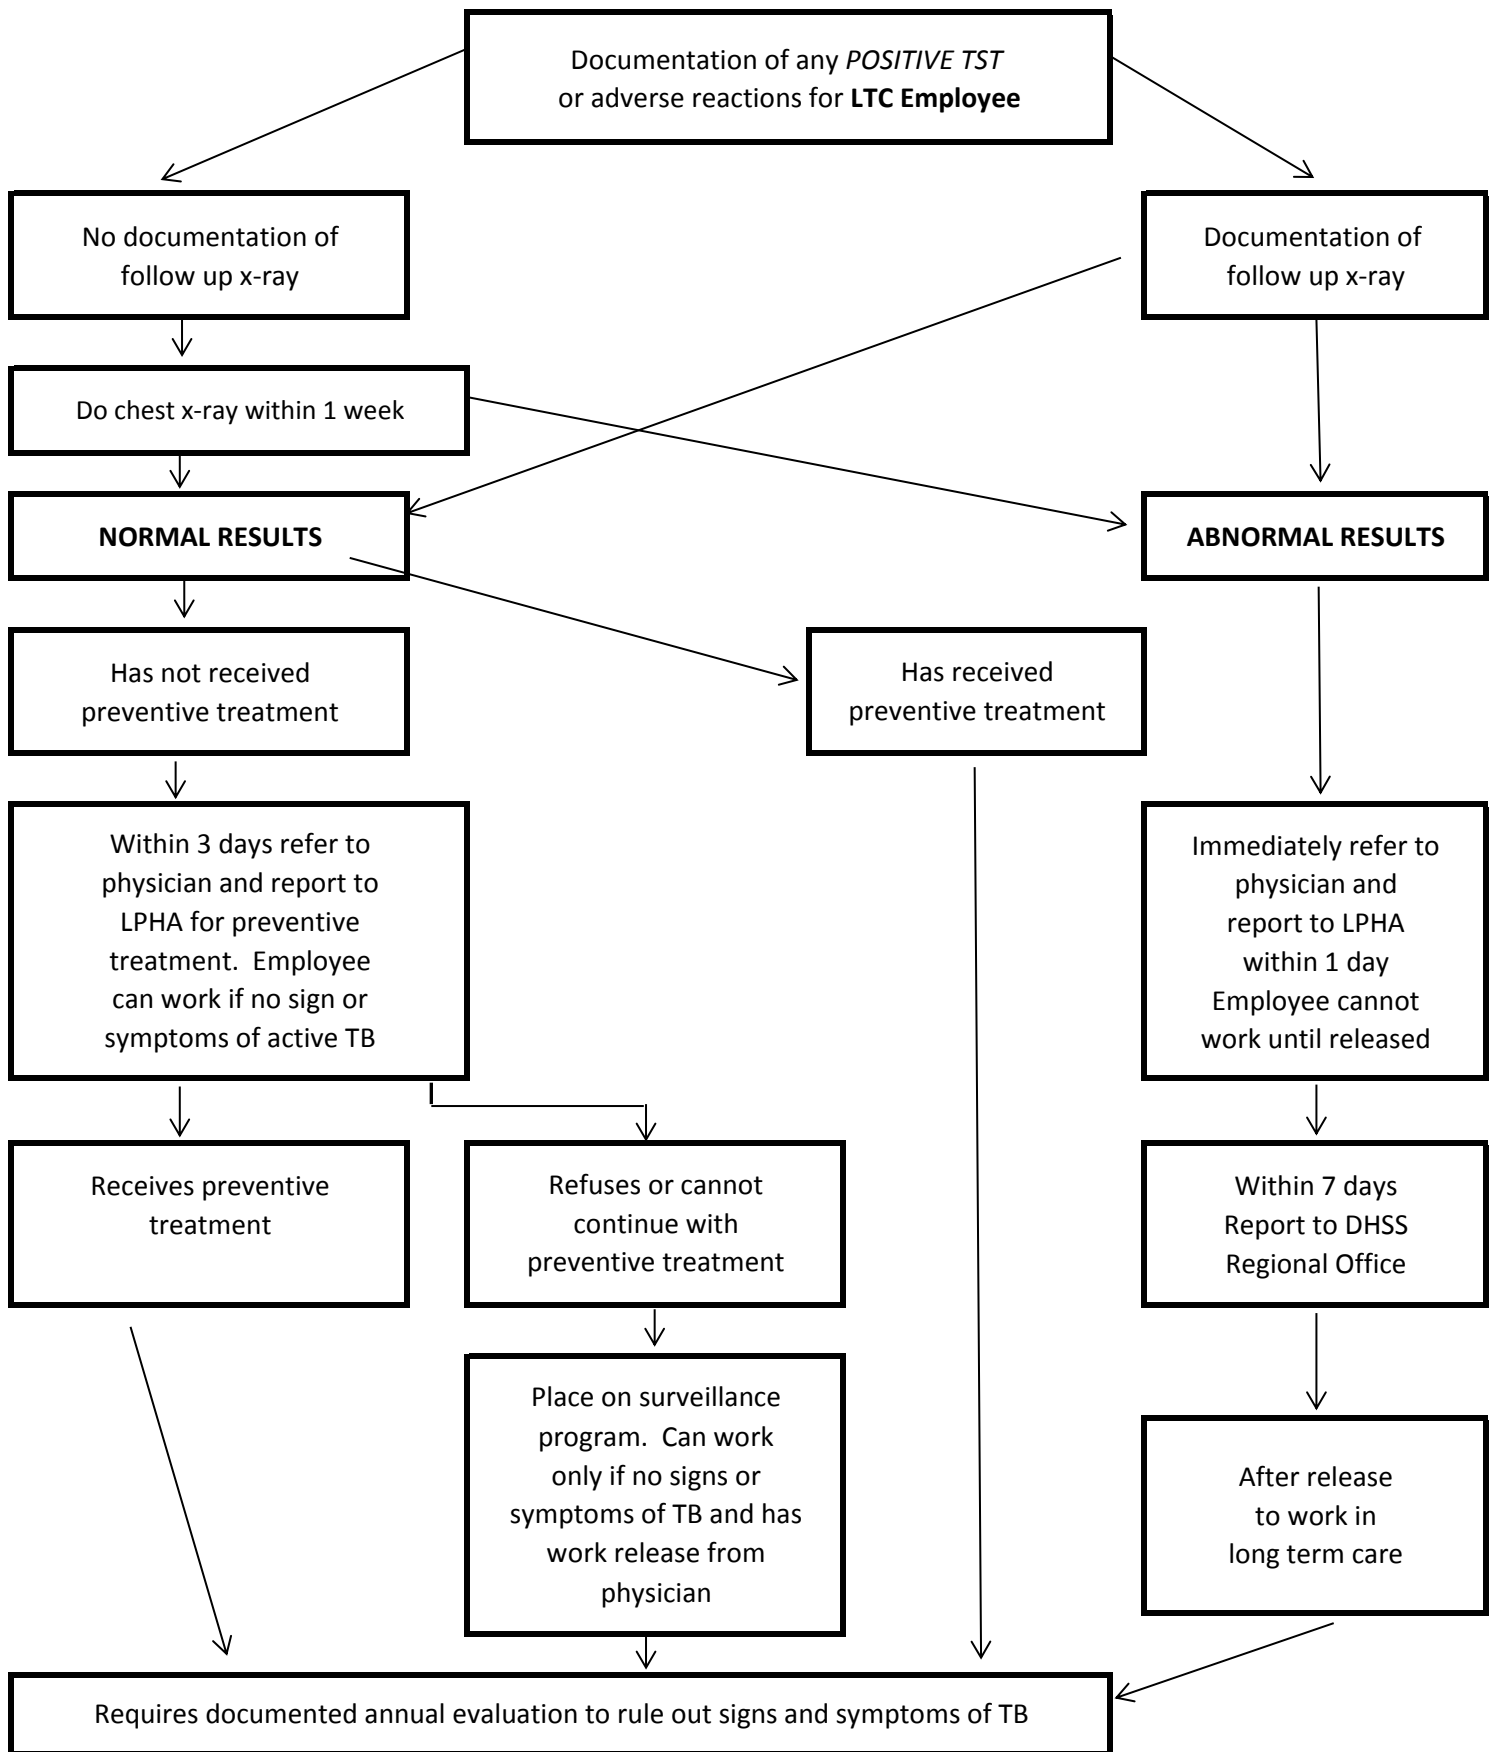 Documentation of any POSITIVE TST
or adverse reactions for LTC Employee
No documentation of
follow up x-ray
Documentation of
follow up x-ray
Do chest x-ray within 1 week
NORMAL RESULTS
ABNORMAL RESULTS
Has not received
preventive treatment
Has received
preventive treatment
Within 3 days refer to
physician and report to
LPHA for preventive
treatment.  Employee
can work if no sign or
symptoms of active TB
Immediately refer to
physician and
report to LPHA
within 1 day
Employee cannot
work until released
Receives preventive
treatment
Refuses or cannot
continue with
preventive treatment
Within 7 days
Report to DHSS
Regional Office
Place on surveillance
program.  Can work
only if no signs or
symptoms of TB and has
work release from
physician
After release
to work in
long term care
Requires documented annual evaluation to rule out signs and symptoms of TB